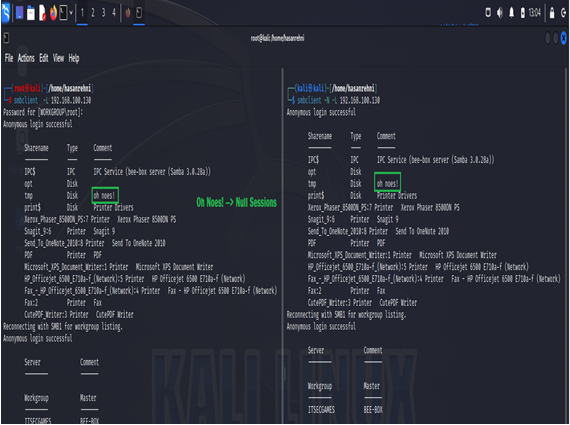 1 2 3 4
13:04
root@kali: /home/hasanrehni
File Actions Edit View Help
(root㉿kali)-[/home/hasanrehni]
# smbclient -L 192.168.100.130
Password for [WORKGROUP\root]:
Anonymous login successful
Sharename Type Comment
IPC$ IPC IPC Service (bee-box server (Samba 3.0.28a))
opt Disk
tmp Disk oh noes!
print$ Disk Printer Drivers
Xerox_Phaser_8500DN_PS:7 Printer Xerox Phaser 8500DN PS
Snagit_9:6 Printer Snagit 9
Send_To_OneNote_2010:8 Printer Send To OneNote 2010
PDF Printer PDF
Microsoft_XPS_Document_Writer:1 Printer Microsoft XPS Document Writer
HP_Officejet_6500_E710a-f_(Network):5 Printer HP Officejet 6500 E710a-f (Network)
Fax_-_HP_Officejet_6500_E710a-f_(Network):4 Printer Fax - HP Officejet 6500 E710a-f (Network)
Fax:2 Printer Fax
CutePDF_Writer:3 Printer CutePDF Writer
Reconnecting with SMB1 for workgroup listing.
Anonymous login successful
Server Comment
Workgroup Master
ITSECGAMES BEE-BOX
Oh Noes! --> Null Sessions
(kali㉿kali)-[/home/hasanrehni]
$ smbclient -N -L 192.168.100.130
Anonymous login successful
Sharename Type Comment
IPC$ IPC IPC Service (bee-box server (Samba 3.0.28a))
opt Disk
tmp Disk oh noes!
print$ Disk Printer Drivers
Xerox_Phaser_8500DN_PS:7 Printer Xerox Phaser 8500DN PS
Snagit_9:6 Printer Snagit 9
Send_To_OneNote_2010:8 Printer Send To OneNote 2010
PDF Printer PDF
Microsoft_XPS_Document_Writer:1 Printer Microsoft XPS Document Writer
HP_Officejet_6500_E710a-f_(Network):5 Printer HP Officejet 6500 E710a-f (Network)
Fax_-_HP_Officejet_6500_E710a-f_(Network):4 Printer Fax - HP Officejet 6500 E710a-f (Network)
Fax:2 Printer Fax
CutePDF_Writer:3 Printer CutePDF Writer
Reconnecting with SMB1 for workgroup listing.
Anonymous login successful
Server Comment
Workgroup Master
ITSECGAMES BEE-BOX
KALI LINUX